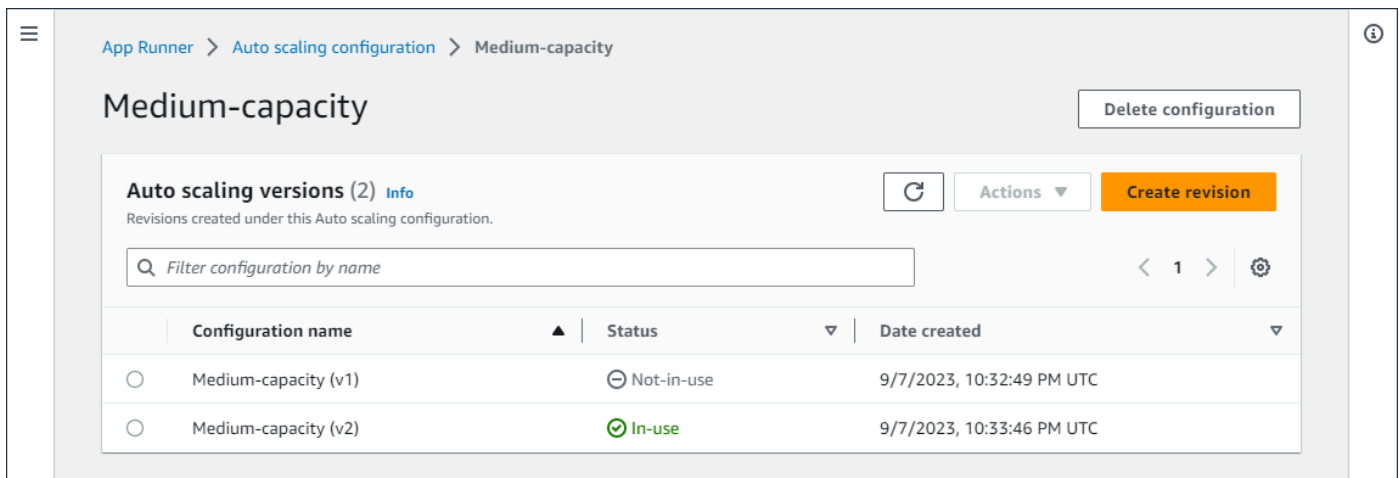 App Runner > Auto scaling configuration > Medium-capacity
Medium-capacity
Delete configuration
Auto scaling versions (2) Info
Revisions created under this Auto scaling configuration.
Actions
Create revision
Filter configuration by name
1
Configuration name Status Date created
Medium-capacity (v1) Not-in-use 9/7/2023, 10:32:49 PM UTC
Medium-capacity (v2) In-use 9/7/2023, 10:33:46 PM UTC